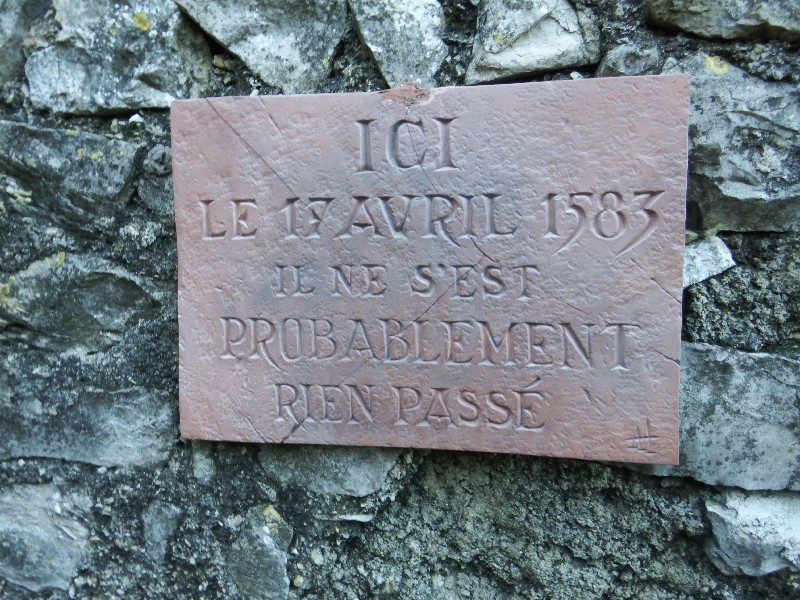 ICI
LE 17 AVRIL 1583
IL NE S'EST
PROBABLEMENT
RIEN PASSÉ